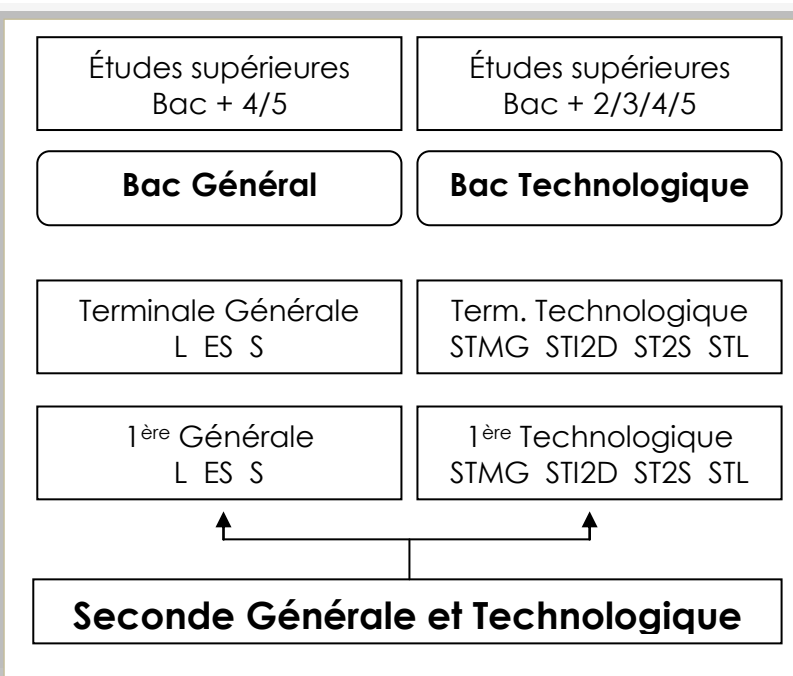 Études supérieures
Bac + 4/5
Études supérieures
Bac + 2/3/4/5
Bac Général
Bac Technologique
Terminale Générale
L ES S
Term. Technologique
STMG STI2D ST2S STL
1ère Générale
L ES S
1ère Technologique
STMG STI2D ST2S STL
Seconde Générale et Technologique